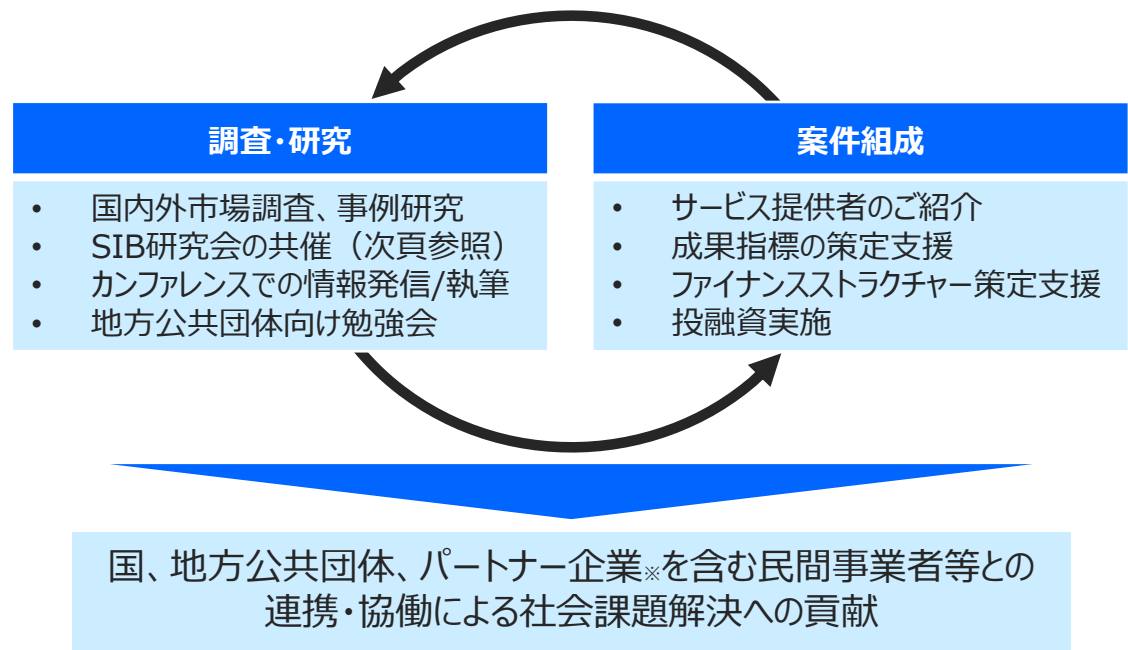 調査・研究
• 国内外市場調査、事例研究
• SIB研究会の共催（次頁参照）
• カンファレンスでの情報発信/執筆
• 地方公共団体向け勉強会
案件組成
• サービス提供者のご紹介
• 成果指標の策定支援
• ファイナンスストラクチャー策定支援
• 投融資実施
国、地方公共団体、パートナー企業※を含む民間事業者等との
連携・協働による社会課題解決への貢献